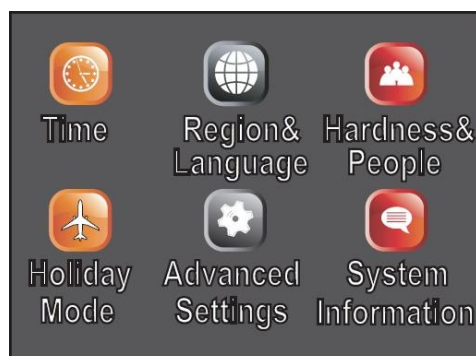 Time
Region&
Language
Hardness&
People
Holiday
Mode
Advanced
Settings
System
Information